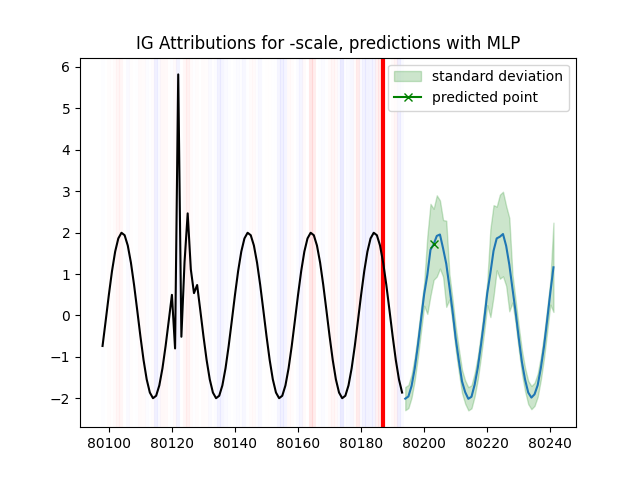 IG Attributions for -scale, predictions with MLP
standard deviation
predicted point
6
5
4
3
2
1
0
−1
−2
80100 80120 80140 80160 80180 80200 80220 80240